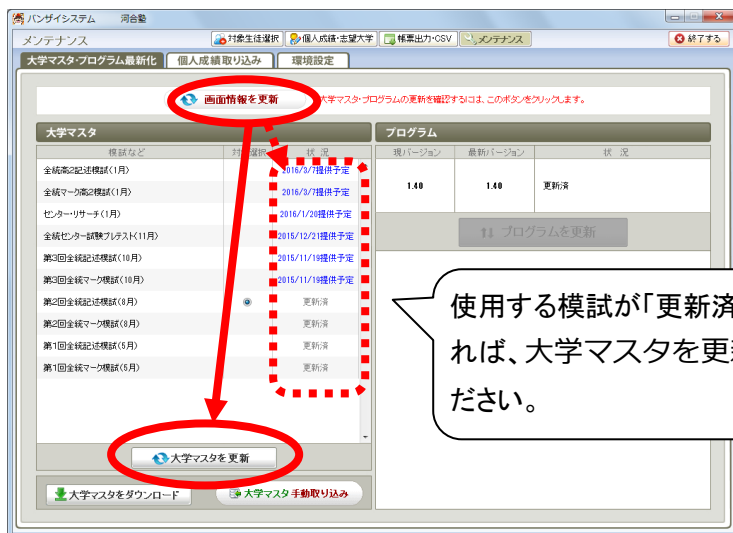 バンザイシステム 河合塾
メンテナンス 対象生徒選択 個人成績・志望大学 帳票出力・CSV メンテナンス 終了する
大学マスタ・プログラム最新化 個人成績取り込み 環境設定
画面情報を更新 大学マスタ・プログラムの更新を確認するには、このボタンをクリックします。
大学マスタ
模試など 対 選択 状 況
全統高2記述模試(1月) 2016/3/7提供予定
全統マーク高2模試(1月) 2016/3/7提供予定
センター・リサーチ(1月) 2016/1/20提供予定
全統センター試験プレテスト(11月) 2015/12/21提供予定
第3回全統記述模試(10月) 2015/11/19提供予定
第3回全統マーク模試(10月) 2015/11/19提供予定
第2回全統記述模試(8月) 更新済
第2回全統マーク模試(8月) 更新済
第1回全統記述模試(5月) 更新済
第1回全統マーク模試(5月) 更新済
大学マスタを更新
大学マスタをダウンロード 大学マスタ 手動取り込み
プログラム
現バージョン 最新バージョン 状 況
1.40 1.40 更新済
プログラムを更新
使用する模試が「更新済
れば、大学マスタを更
ださい。